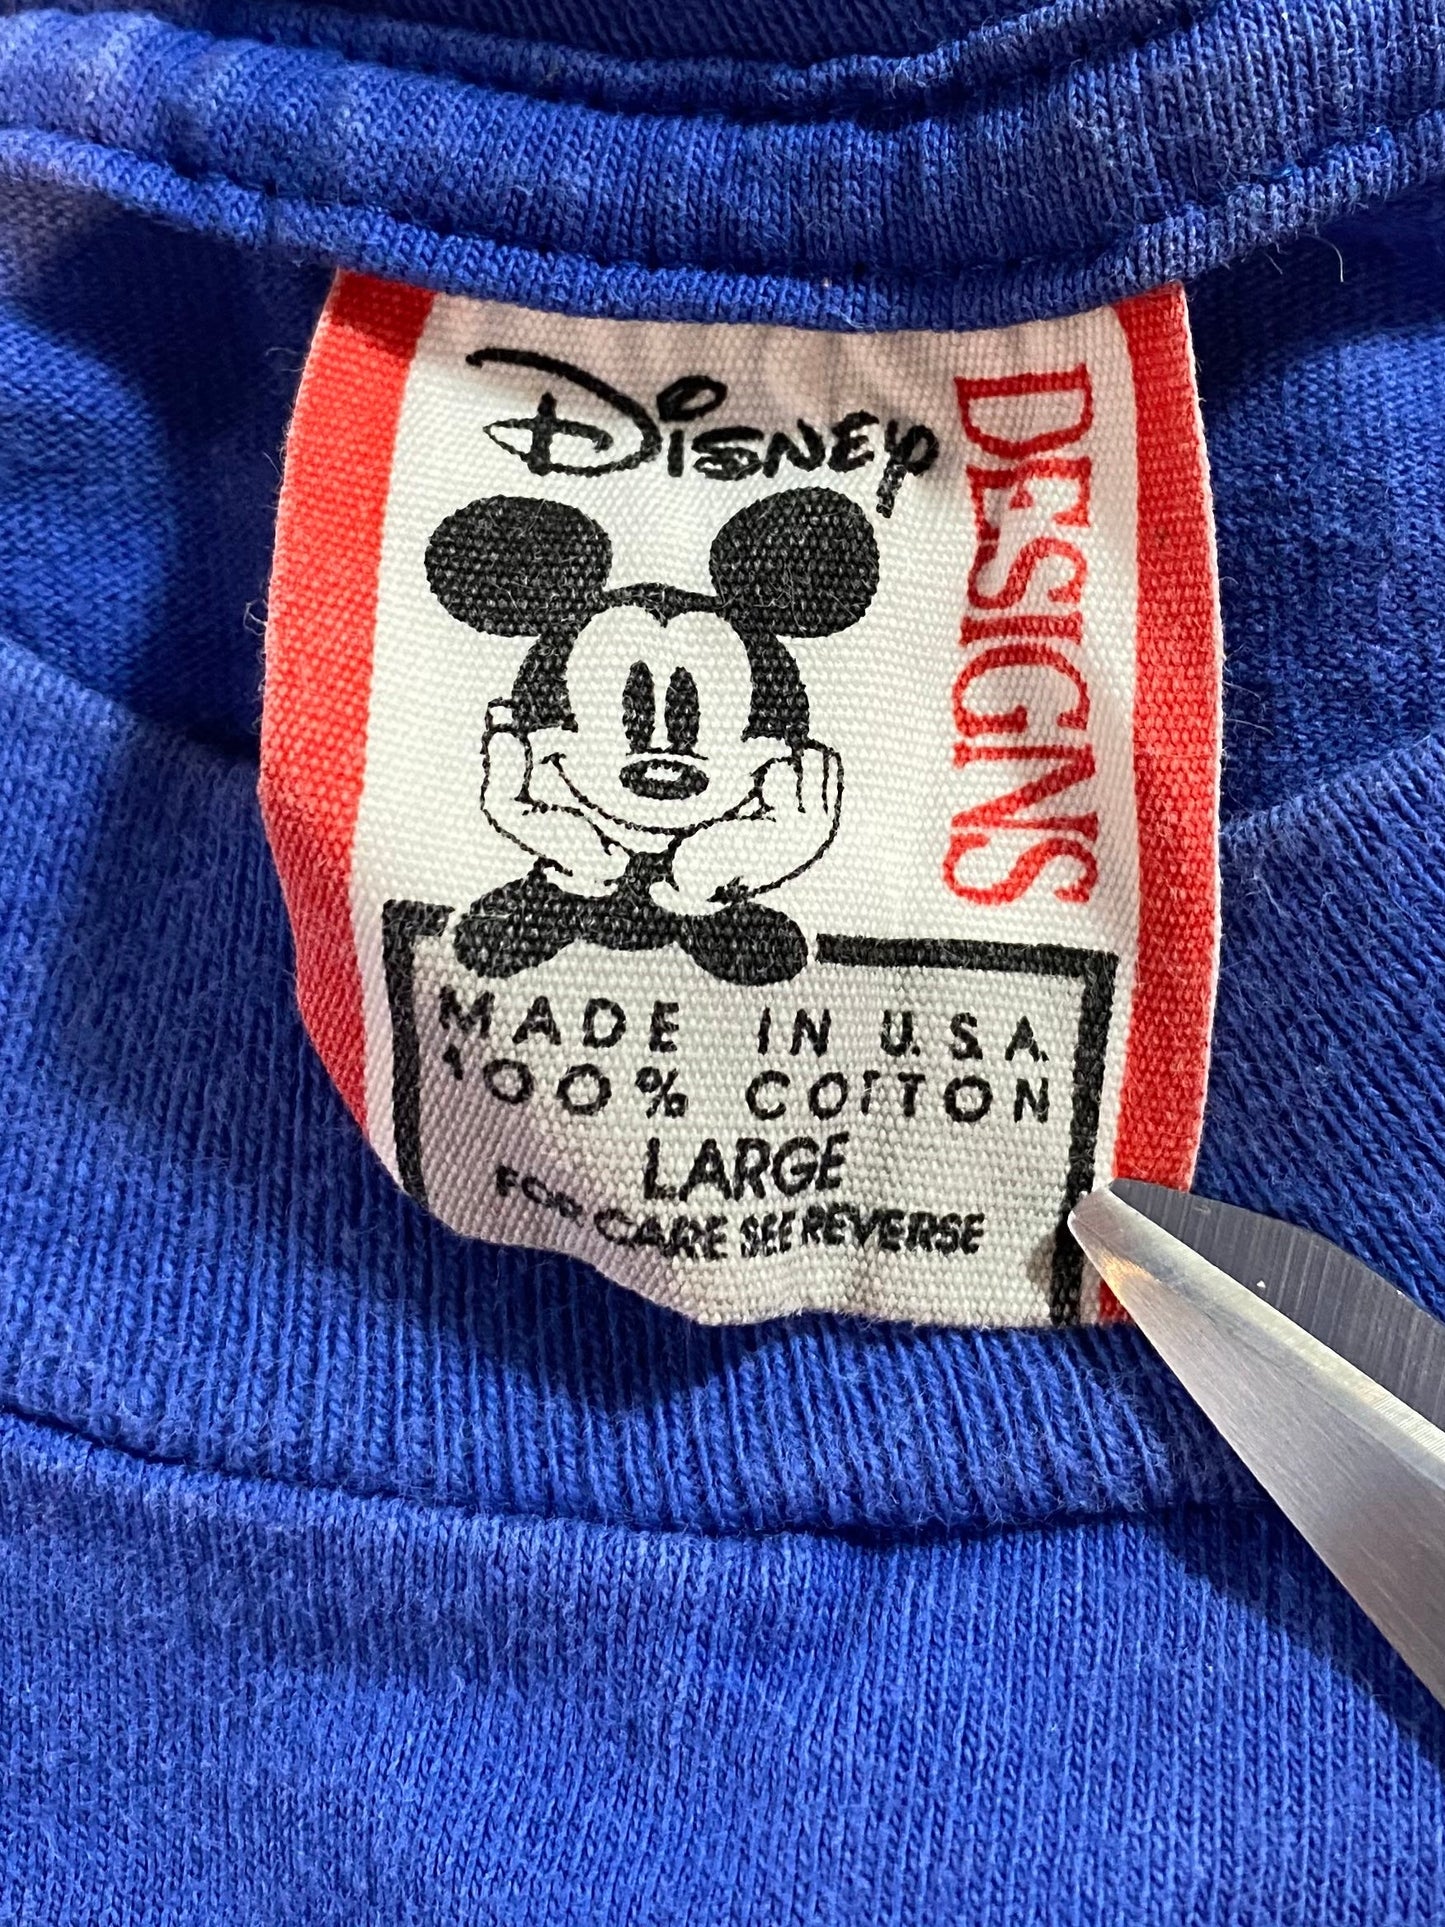 Disney
DESIGNS
MADE IN U.S.A.
100% COTTON
LARGE
FOR CARE SEE REVERSE